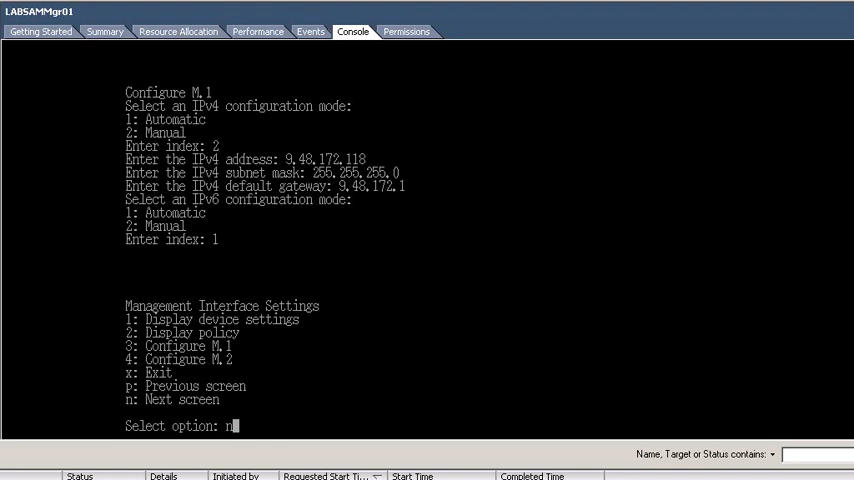 LABSAMMgr01
Getting Started Summary Resource Allocation Performance Events Console Permissions
Configure M.1
Select an IPv4 configuration mode:
1: Automatic
2: Manual
Enter index: 2
Enter the IPv4 address: 9.48.172.118
Enter the IPv4 subnet mask: 255.255.255.0
Enter the IPv4 default gateway: 9.48.172.1
Select an IPv6 configuration mode:
1: Automatic
2: Manual
Enter index: 1
Management Interface Settings
1: Display device settings
2: Display policy
3: Configure M.1
4: Configure M.2
x: Exit
p: Previous screen
n: Next screen
Select option: n
Name, Target or Status contains:
Status Details Initiated by Requested Start Ti... Start Time Completed Time